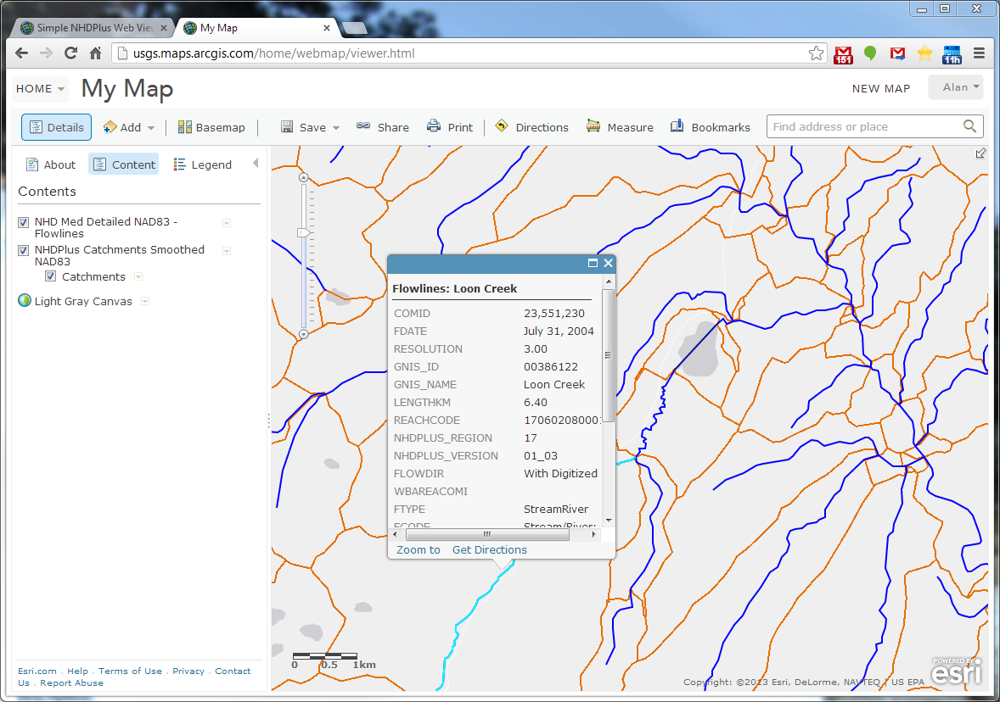 Simple NHDPlus Web View
My Map
usgs.maps.arcgis.com/home/webmap/viewer.html
151
11h
HOME
My Map
NEW MAP
Alan
Details
Add
Basemap
Save
Share
Print
Directions
Measure
Bookmarks
Find address or place
About
Content
Legend
Contents
NHD Med Detailed NAD83 -
Flowlines
NHDPlus Catchments Smoothed
NAD83
Catchments
Light Gray Canvas
Flowlines: Loon Creek
COMID 23,551,230
FDATE July 31, 2004
RESOLUTION 3.00
GNIS_ID 00386122
GNIS_NAME Loon Creek
LENGTHKM 6.40
REACHCODE 17060208000
NHDPLUS_REGION 17
NHDPLUS_VERSION 01_03
FLOWDIR With Digitized
WBAREACOMI
FTYPE StreamRiver
FCODE Stream/River:
Zoom to Get Directions
0 0.5 1km
Esri.com . Help . Terms of Use . Privacy . Contact
Us . Report Abuse
Copyright: ©2013 Esri, DeLorme, NAVTEQ | US EPA
POWERED BY
esri